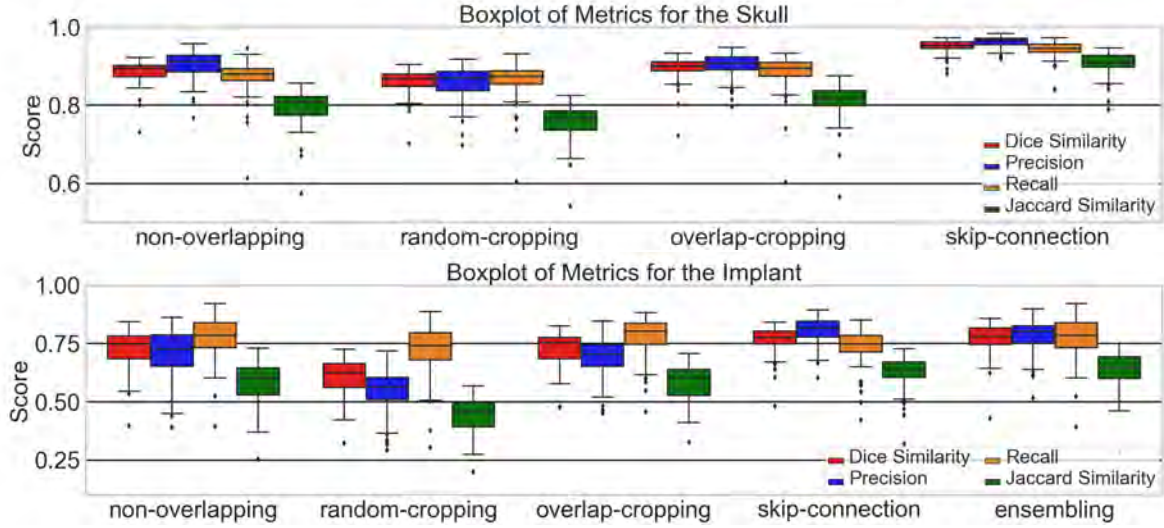 Boxplot of Metrics for the Skull
1.0
0.8
0.6
Score
Dice Similarity
Precision
Recall
Jaccard Similarity
non-overlapping random-cropping overlap-cropping skip-connection
Boxplot of Metrics for the Implant
1.00
0.75
0.50
0.25
Score
Dice Similarity Recall
Precision Jaccard Similarity
non-overlapping random-cropping overlap-cropping skip-connection ensembling